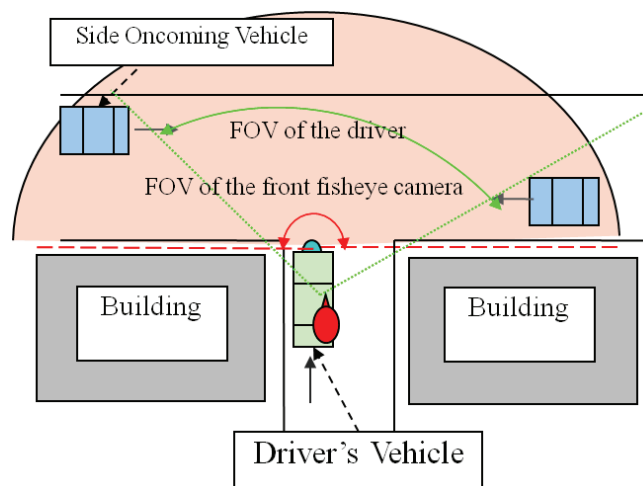 Side Oncoming Vehicle
FOV of the driver
FOV of the front fisheye camera
Building
Building
Driver's Vehicle